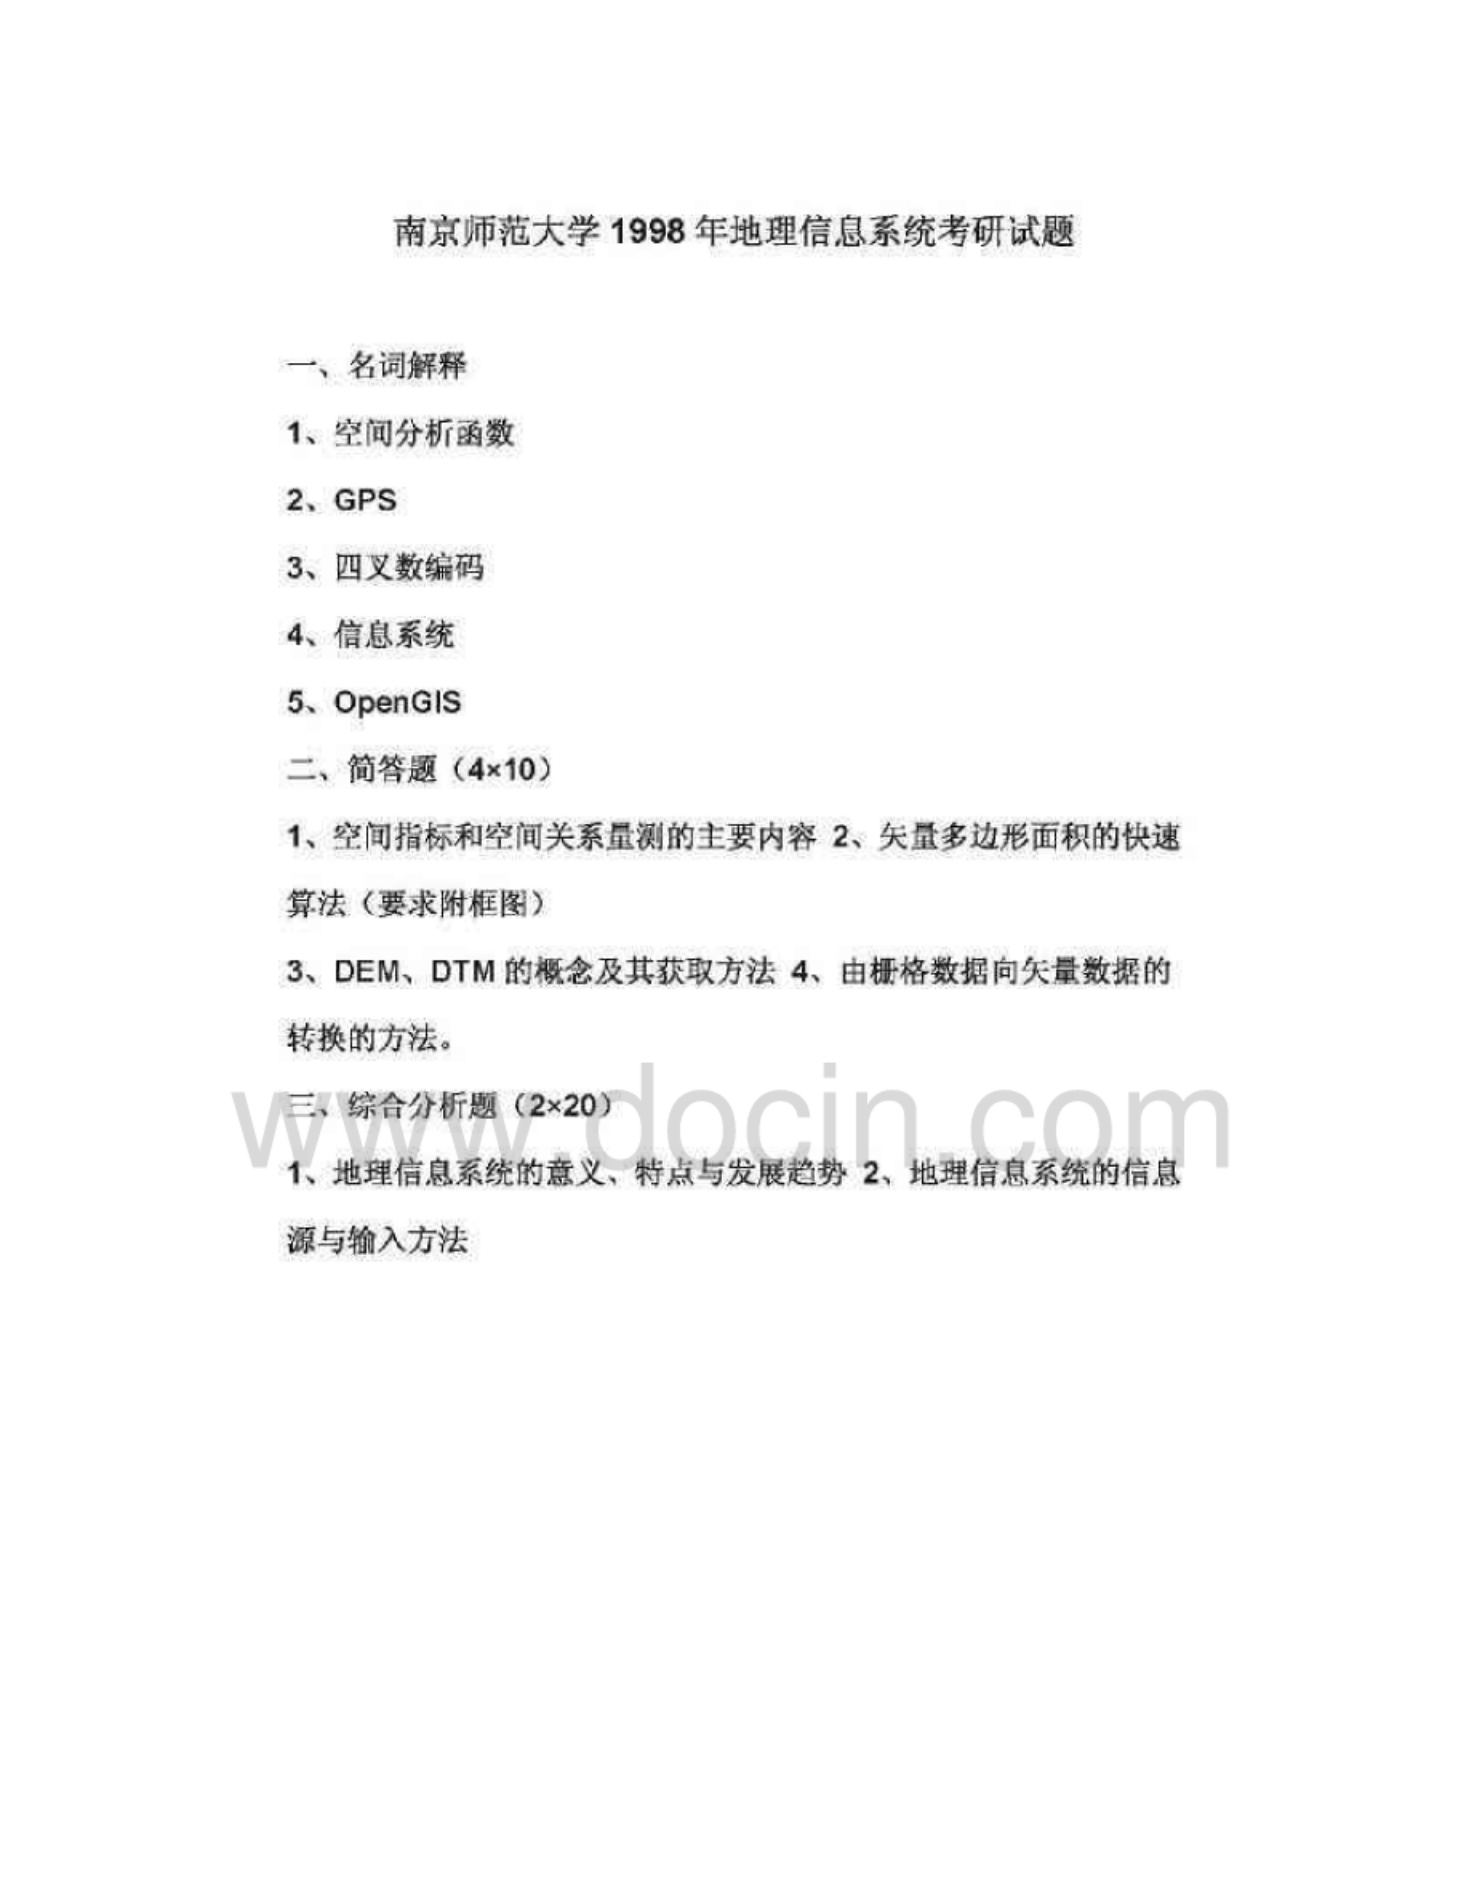 南京师范大学 1998 年地理信息系统考研试题
一、名词解释
1、空间分析函数
2、GPS
3、四叉数编码
4、信息系统
5、OpenGIS
二、简答题（4×10）
1、空间指标和空间关系量测的主要内容 2、矢量多边形面积的快速
算法（要求附框图）
3、DEM、DTM 的概念及其获取方法 4、由栅格数据向矢量数据的
转换的方法。
三、综合分析题（2×20）
www.docin.com
1、地理信息系统的意义、特点与发展趋势 2、地理信息系统的信息
源与输入方法